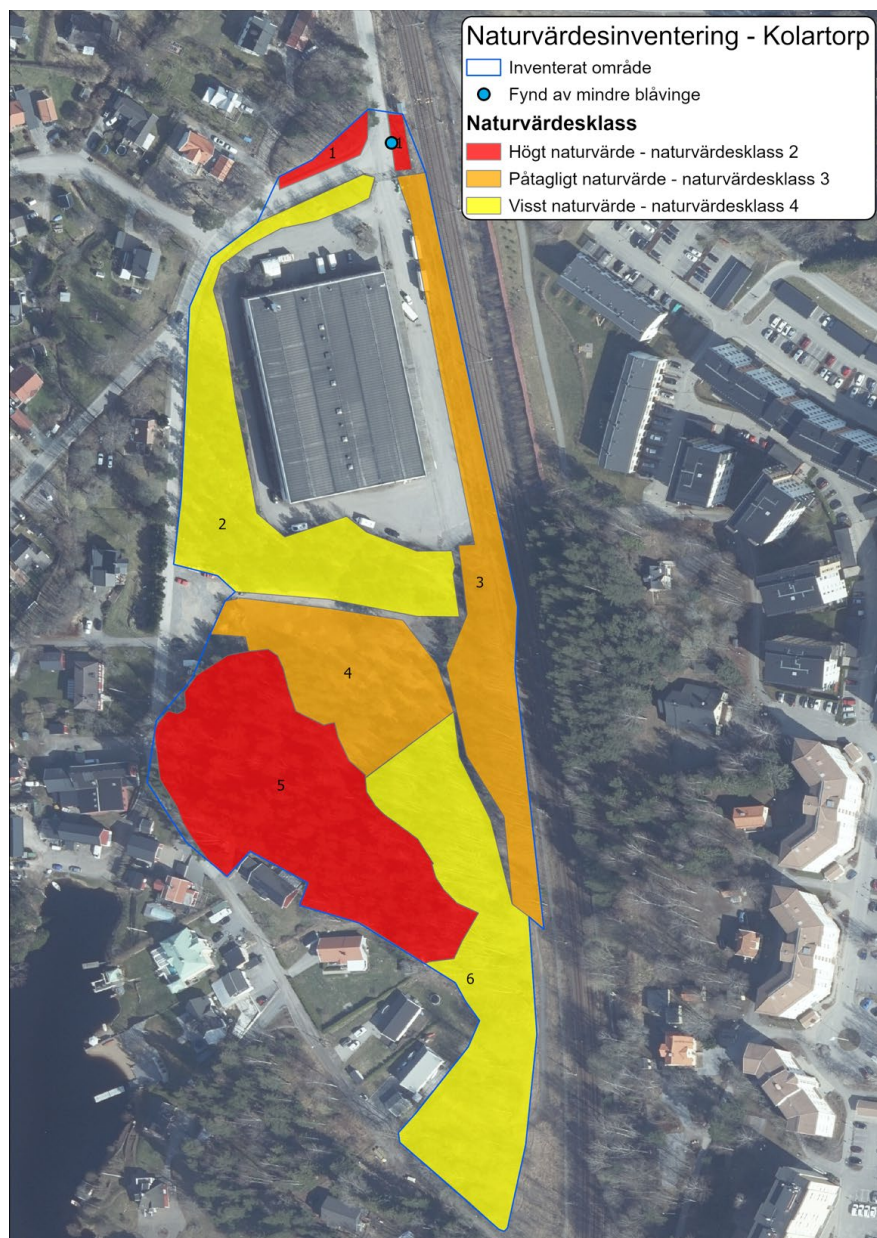 Naturvärdesinventering - Kolartorp
Inventerat område
Fynd av mindre blåvinge
Naturvärdesklass
Högt naturvärde - naturvärdesklass 2
Påtagligt naturvärde - naturvärdesklass 3
Visst naturvärde - naturvärdesklass 4
1
1
2
3
4
5
6